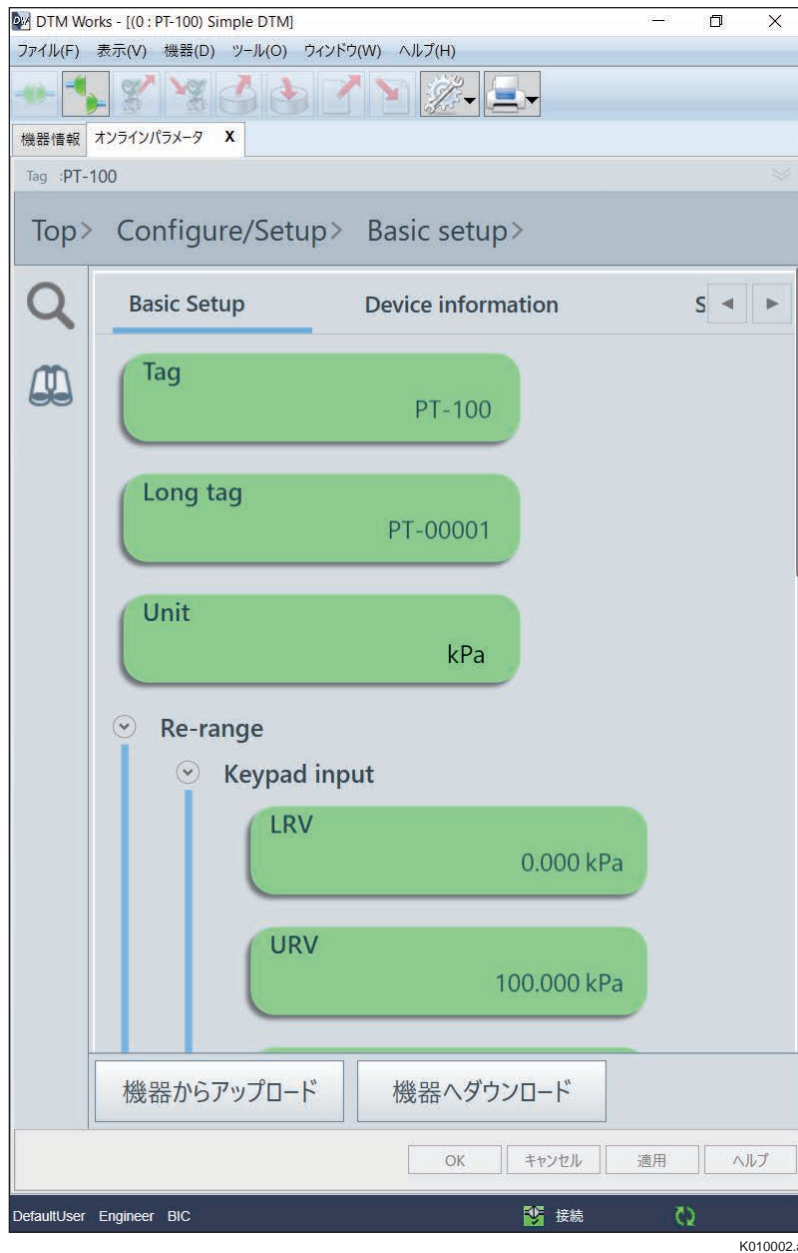 DTM Works - [(0 : PT-100) Simple DTM]
ファイル(F) 表示(V) 機器(D) ツール(O) ウィンドウ(W) ヘルプ(H)
機器情報 オンラインパラメータ X
Tag :PT-100
Top> Configure/Setup> Basic setup>
Basic Setup Device information S
Tag
PT-100
Long tag
PT-00001
Unit
kPa
Re-range
Keypad input
LRV
0.000 kPa
URV
100.000 kPa
機器からアップロード 機器へダウンロード
OK キャンセル 適用 ヘルプ
DefaultUser Engineer BIC 接続
K010002.